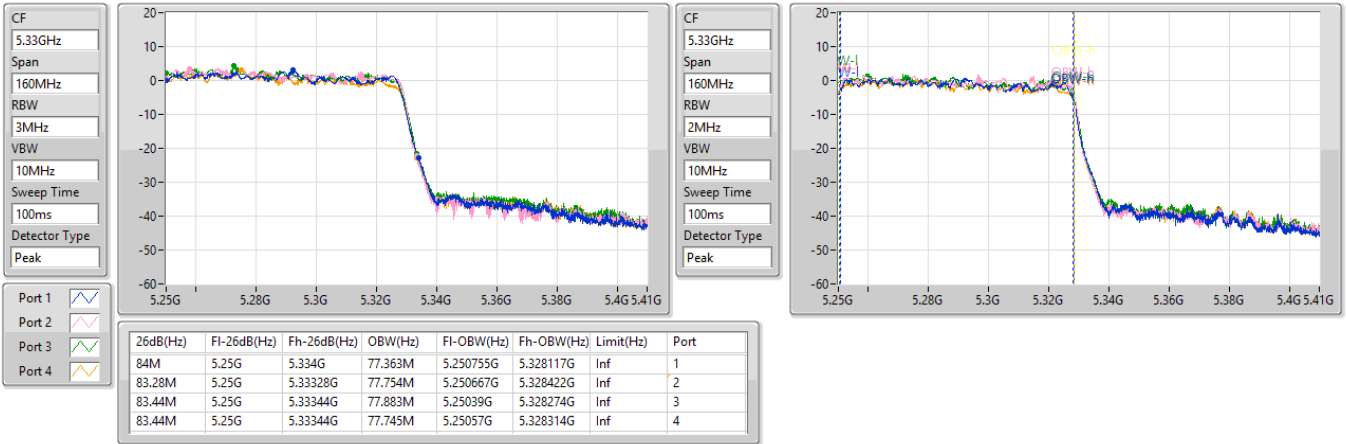 CF
5.33GHz
Span
160MHz
RBW
3MHz
VBW
10MHz
Sweep Time
100ms
Detector Type
Peak
20
10
0
-10
-20
-30
-40
-50
-60
5.25G 5.28G 5.3G 5.32G 5.34G 5.36G 5.38G 5.4G 5.41G
CF
5.33GHz
Span
160MHz
RBW
2MHz
VBW
10MHz
Sweep Time
100ms
Detector Type
Peak
20
10
0
-10
-20
-30
-40
-50
-60
OBW-h
5.25G 5.28G 5.3G 5.32G 5.34G 5.36G 5.38G 5.4G 5.41G
Port 1
Port 2
Port 3
Port 4
26dB(Hz) Fl-26dB(Hz) Fh-26dB(Hz) OBW(Hz) Fl-OBW(Hz) Fh-OBW(Hz) Limit(Hz) Port
84M 5.25G 5.334G 77.363M 5.250755G 5.328117G Inf 1
83.28M 5.25G 5.33328G 77.754M 5.250667G 5.328422G Inf 2
83.44M 5.25G 5.33344G 77.883M 5.25039G 5.328274G Inf 3
83.44M 5.25G 5.33344G 77.745M 5.25057G 5.328314G Inf 4